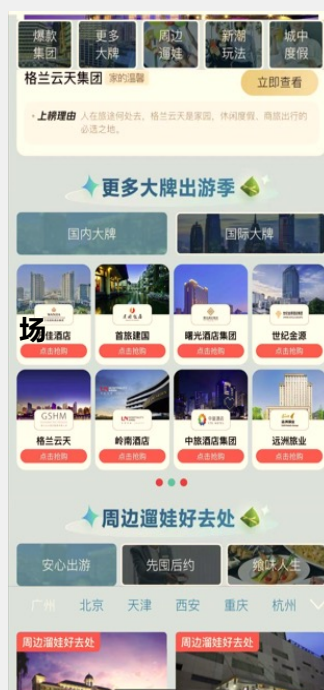 爆款
集团
更多
大牌
周边
遛娃
新潮
玩法
城中
度假
格兰云天集团
家的温馨
立即查看
上榜理由
人在旅途何处去，格兰云天是家园，休闲度假、商旅出行的
必选之地。
更多大牌出游季
国内大牌
国际大牌
场
佳酒店
首旅建国
曙光酒店集团
世纪金源
点击抢购
点击抢购
点击抢购
点击抢购
GSHM
格兰云天
岭南酒店
中旅酒店集团
远洲旅业
点击抢购
点击抢购
点击抢购
点击抢购
周边遛娃好去处
安心出游
先囤后约
飨味人生
广州
北京
天津
西安
重庆
杭州
周边遛娃好去处
周边遛娃好去处